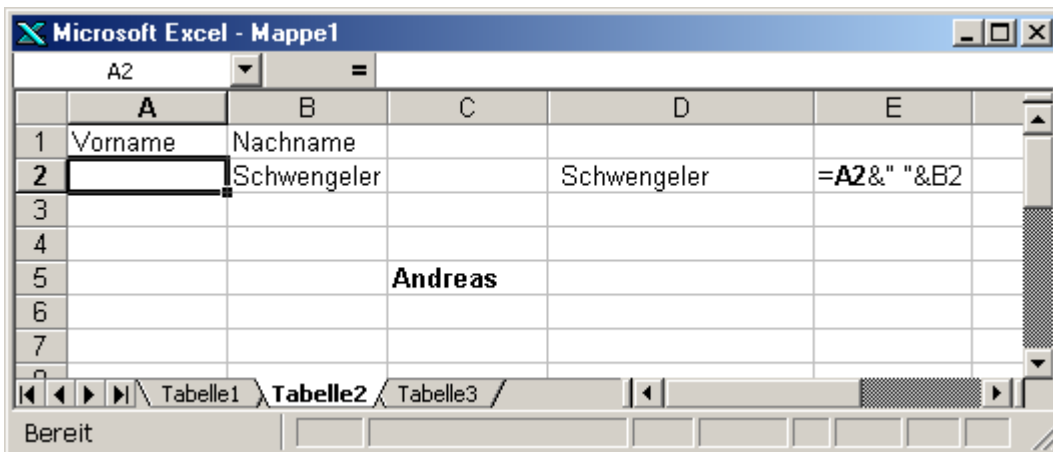 Microsoft Excel - Mappe1
A2 =
A B C D E
1 Vorname Nachname
2 Schwengeler Schwengeler =A2&" "&B2
3
4
5 Andreas
6
7
Tabelle1 Tabelle2 Tabelle3
Bereit